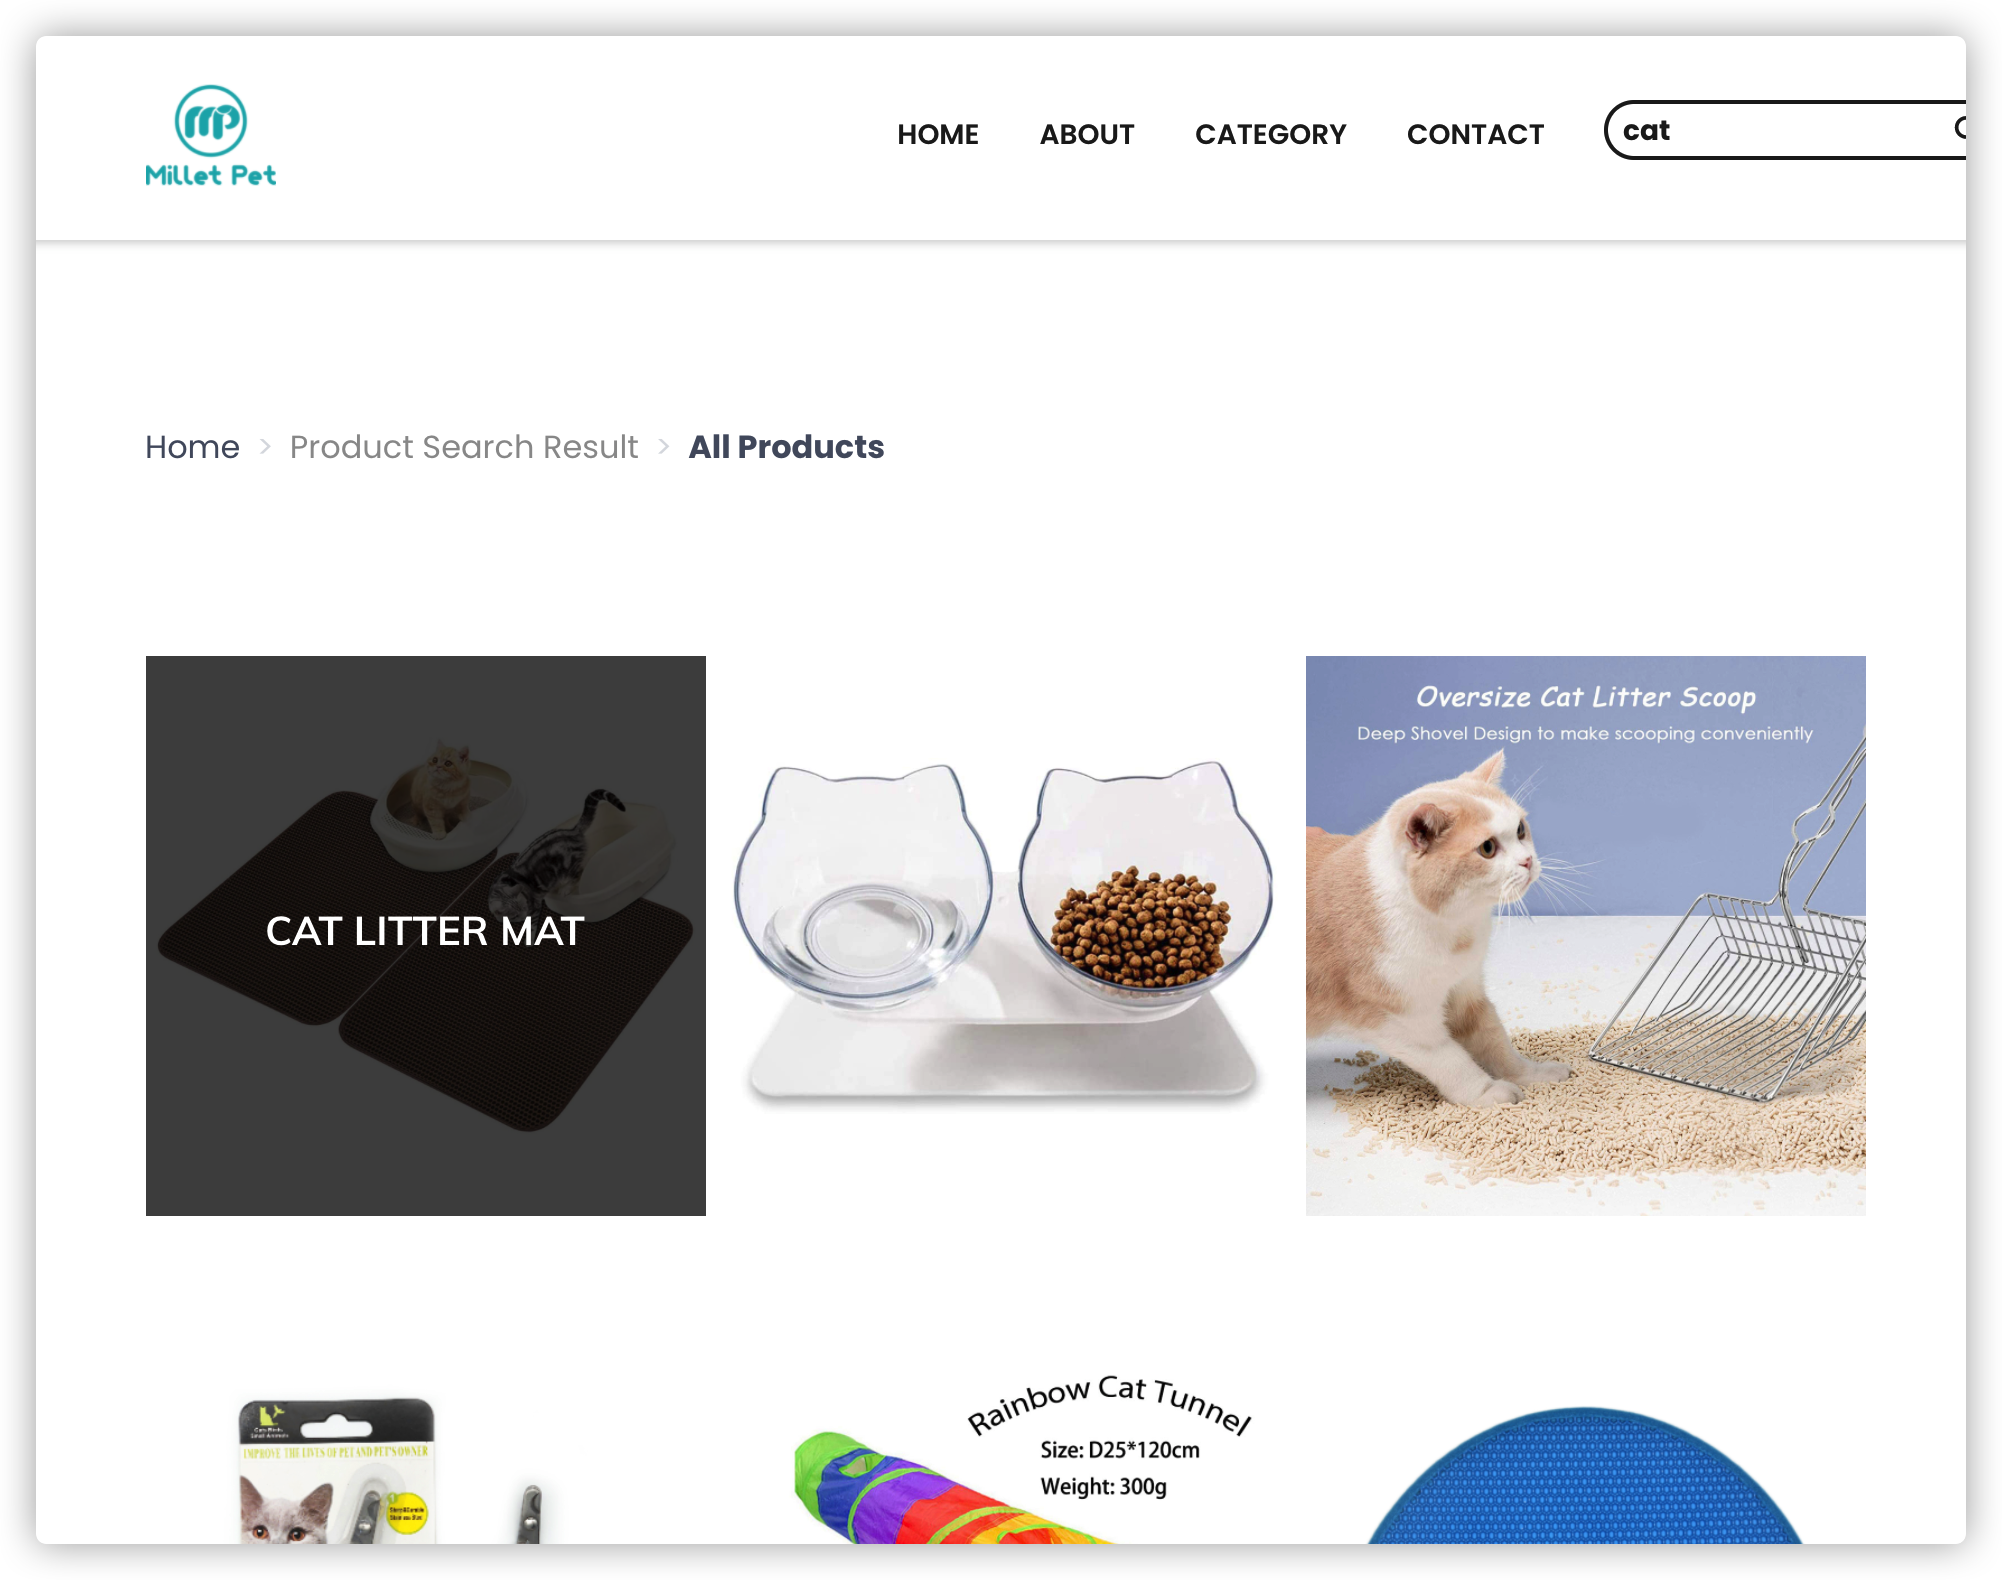 Millet Pet
HOME ABOUT CATEGORY CONTACT cat
Home > Product Search Result > All Products
CAT LITTER MAT
Oversize Cat Litter Scoop
Deep Shovel Design to make scooping conveniently
IMPROVE THE LIVES OF PET AND PET'S OWNER
Rainbow Cat Tunnel
Size: D25*120cm
Weight: 300g